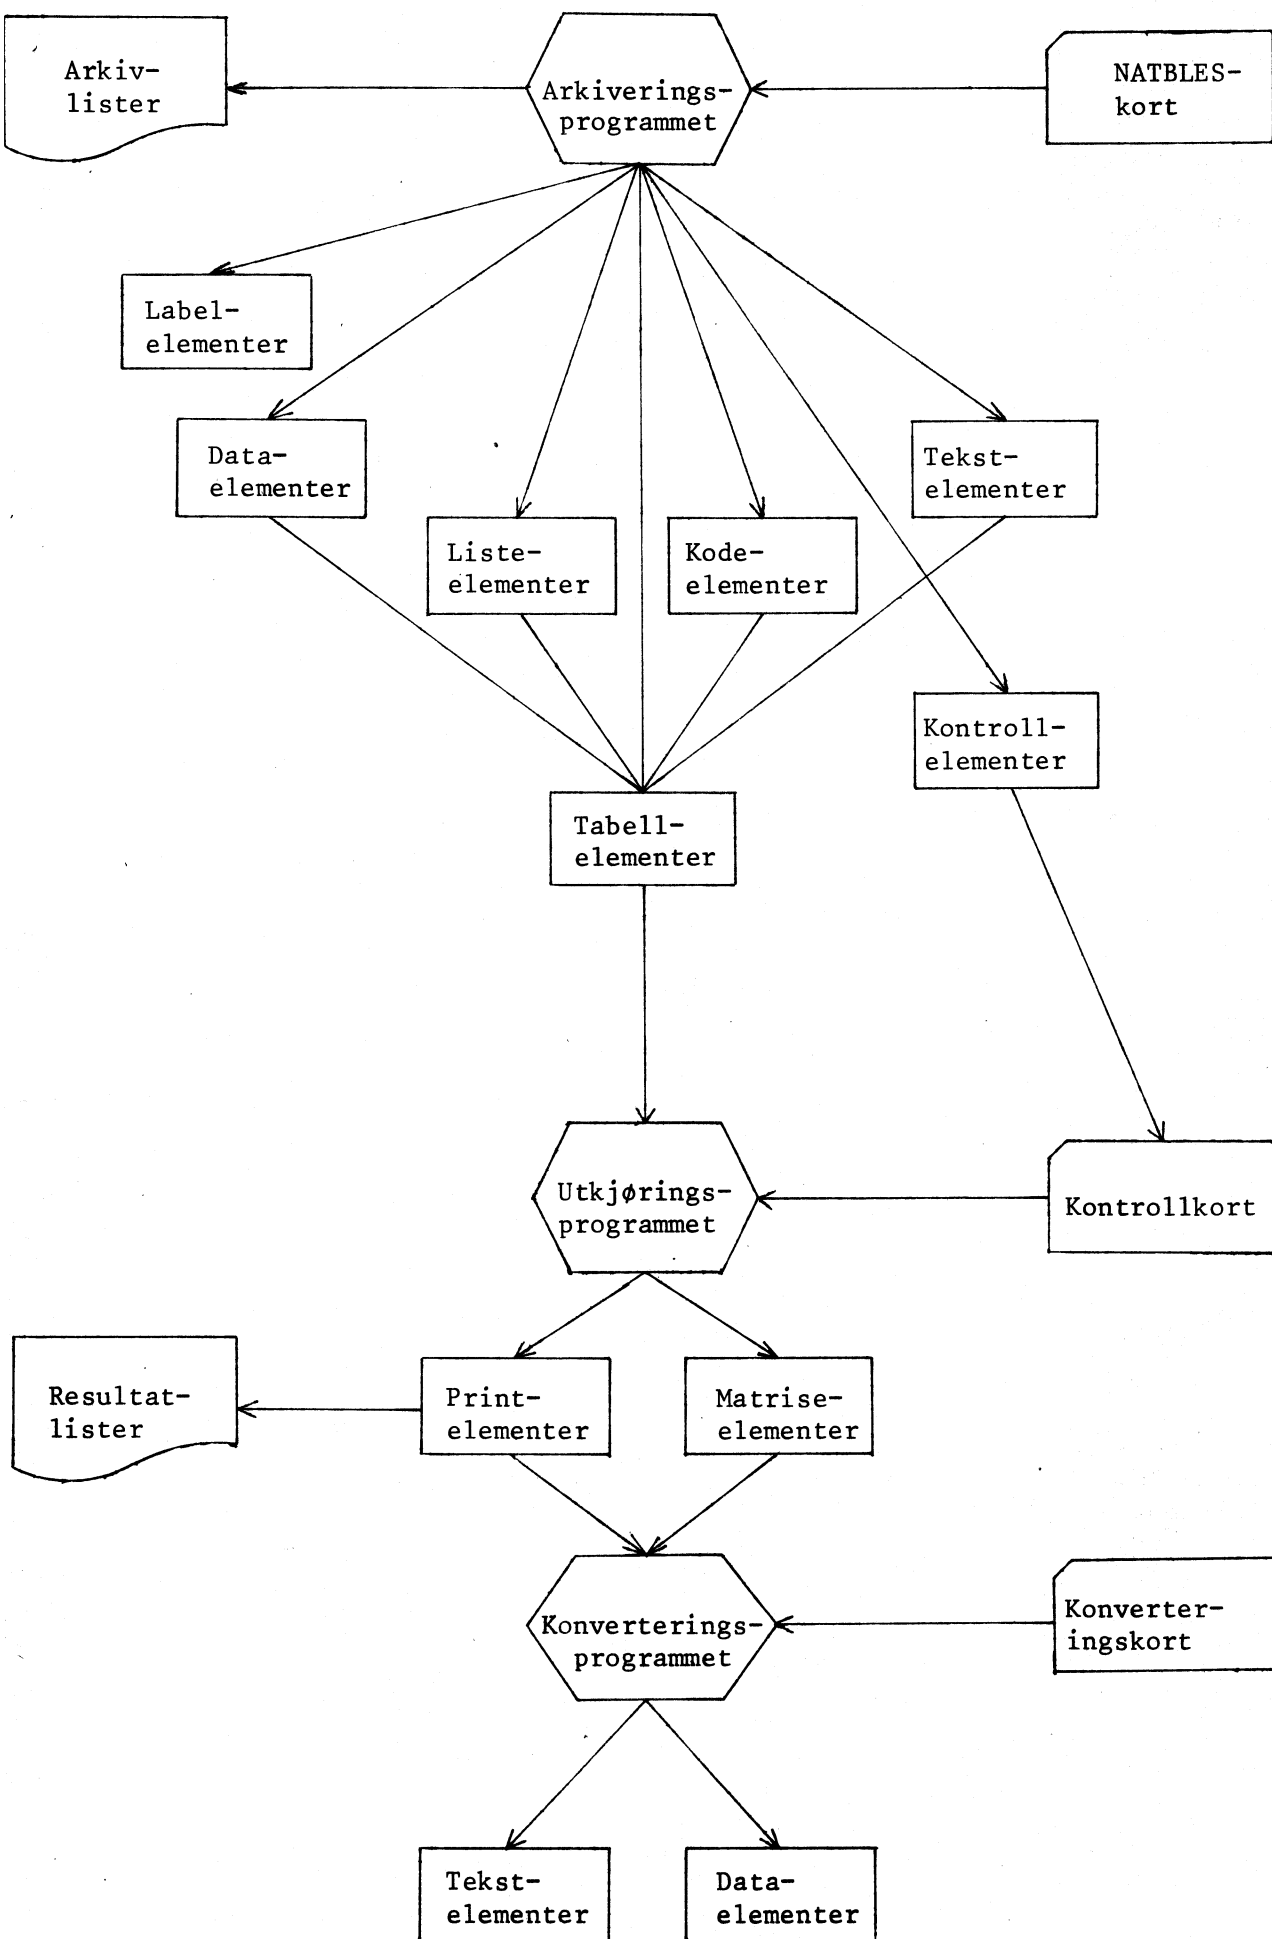 Arkiv-
lister
Arkiverings-
programmet
NATBLES-
kort
Label-
elementer
Data-
elementer
Tekst-
elementer
Liste-
elementer
Kode-
elementer
Kontroll-
elementer
Tabell-
elementer
Utkjørings-
programmet
Kontrollkort
Resultat-
lister
Print-
elementer
Matrise-
elementer
Konverterings-
programmet
Konverter-
ingskort
Tekst-
elementer
Data-
elementer